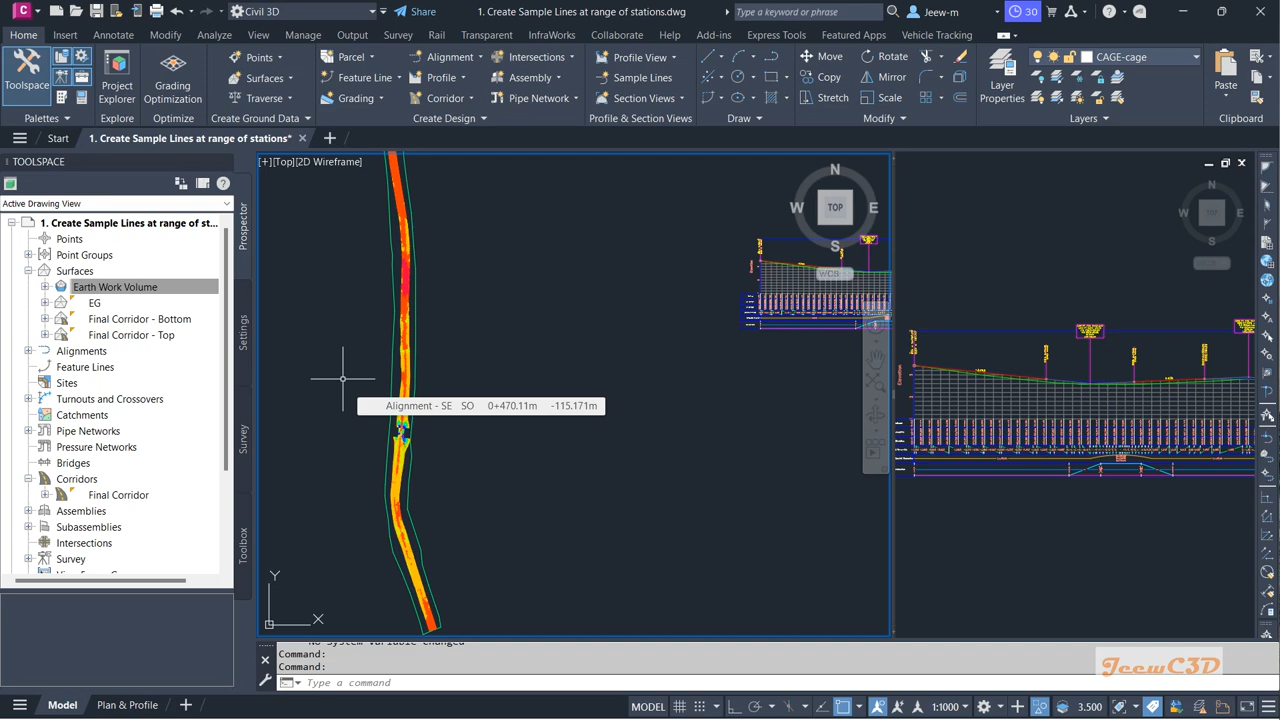 Civil 3D
Share
1. Create Sample Lines at range of stations.dwg
Type a keyword or phrase
Jeew-m
30
Home
Insert
Annotate
Modify
Analyze
View
Manage
Output
Survey
Rail
Transparent
InfraWorks
Collaborate
Help
Add-ins
Express Tools
Featured Apps
Vehicle Tracking
Toolspace
Project Explorer
Grading Optimization
Points
Surfaces
Traverse
Parcel
Feature Line
Grading
Alignment
Profile
Corridor
Intersections
Assembly
Pipe Network
Profile View
Sample Lines
Section Views
Move
Rotate
Copy
Mirror
Stretch
Scale
Layer Properties
CAGE-cage
Paste
Palettes
Explore
Optimize
Create Ground Data
Create Design
Profile & Section Views
Draw
Modify
Layers
Clipboard
Start
1. Create Sample Lines at range of stations*
TOOLSPACE
Active Drawing View
1. Create Sample Lines at range of st...
Points
Point Groups
Surfaces
Earth Work Volume
EG
Final Corridor - Bottom
Final Corridor - Top
Alignments
Feature Lines
Sites
Turnouts and Crossovers
Catchments
Pipe Networks
Pressure Networks
Bridges
Corridors
Final Corridor
Assemblies
Subassemblies
Intersections
Survey
Prospector
Settings
Survey
Toolbox
[+][Top][2D Wireframe]
N
W
TOP
E
S
WCS
N
W
TOP
E
S
Alignment - SE SO 0+470.11m -115.171m
Y
X
No System Variable Changed
Command:
Command:
Type a command
JeewC3D
Model
Plan & Profile
MODEL
1:1000
3.500